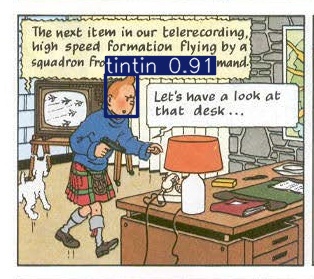 The next item in our telerecording,
high speed formation flying by a
squadron mand.
tintin 0.91
Let's have a look at
that desk...